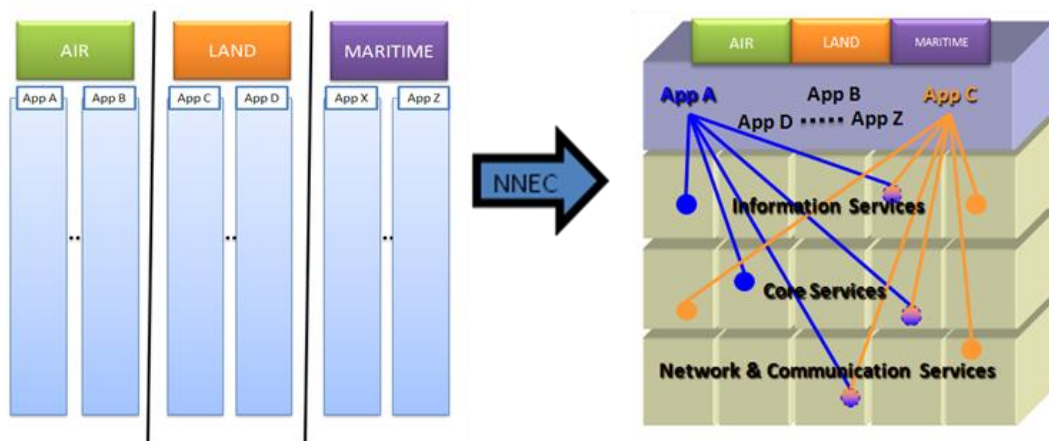 AIR
LAND
MARITIME
App A
App B
App C
App D
App X
App Z
NNEC
AIR
LAND
MARITIME
App A
App B
App C
App D ····· App Z
Information Services
Core Services
Network & Communication Services